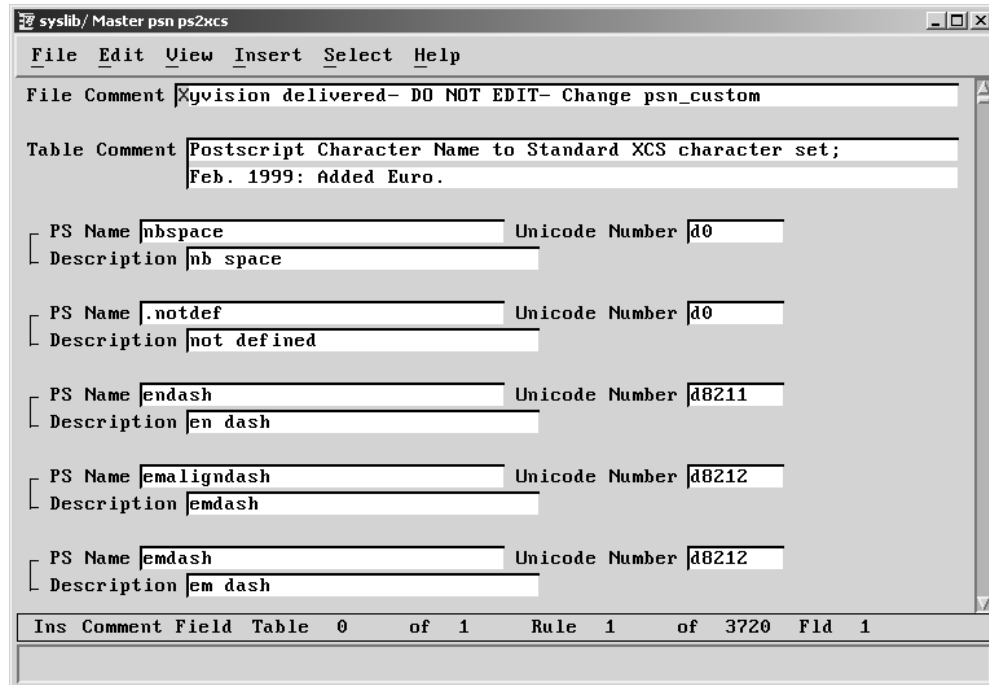 syslib/ Master psn ps2xcs
File Edit View Insert Select Help
File Comment Xyvision delivered- DO NOT EDIT- Change psn_custom
Table Comment Postscript Character Name to Standard XCS character set;
Feb. 1999: Added Euro.
PS Name nbspace Unicode Number d0
Description nb space
PS Name .notdef Unicode Number d0
Description not defined
PS Name endash Unicode Number d8211
Description en dash
PS Name emaligndash Unicode Number d8212
Description emdash
PS Name emdash Unicode Number d8212
Description em dash
Ins Comment Field Table 0 of 1 Rule 1 of 3720 Fld 1